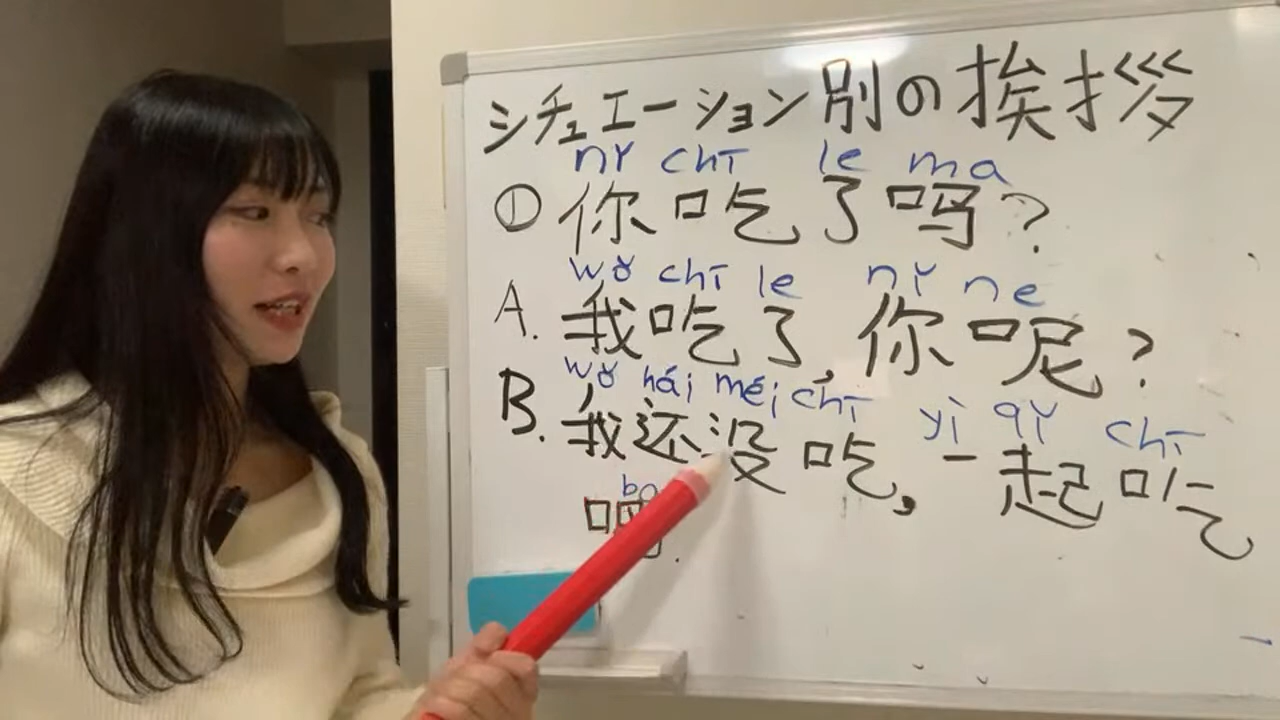 シチュエーション別の挨拶
nǐ chī le ma
① 你吃了吗?
wǒ chī le nǐ ne
A. 我吃了,你呢?
wǒ hái méi chī yì qǐ chī
B. 我还没吃,一起吃
ba
吧.